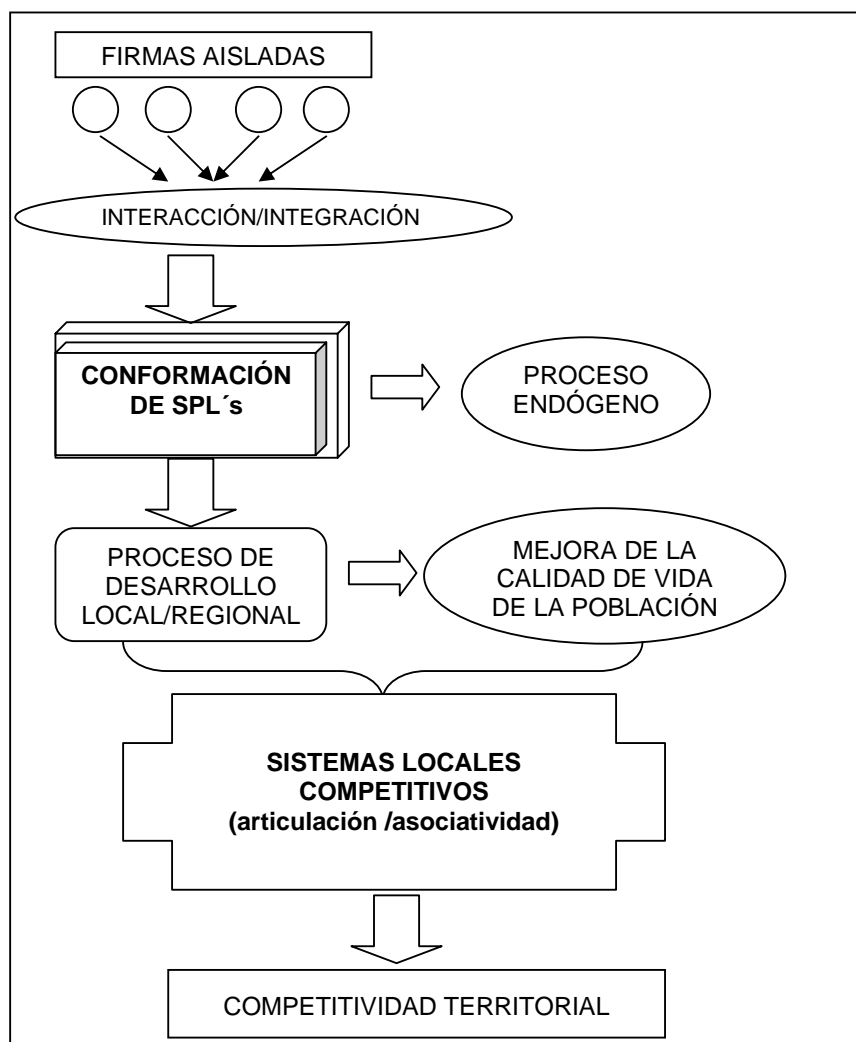 FIRMAS AISLADAS
INTERACCIÓN/INTEGRACIÓN
CONFORMACIÓN
DE SPL´s
PROCESO
ENDÓGENO
PROCESO DE
DESARROLLO
LOCAL/REGIONAL
MEJORA DE LA
CALIDAD DE VIDA
DE LA POBLACIÓN
SISTEMAS LOCALES
COMPETITIVOS
(articulación /asociatividad)
COMPETITIVIDAD TERRITORIAL